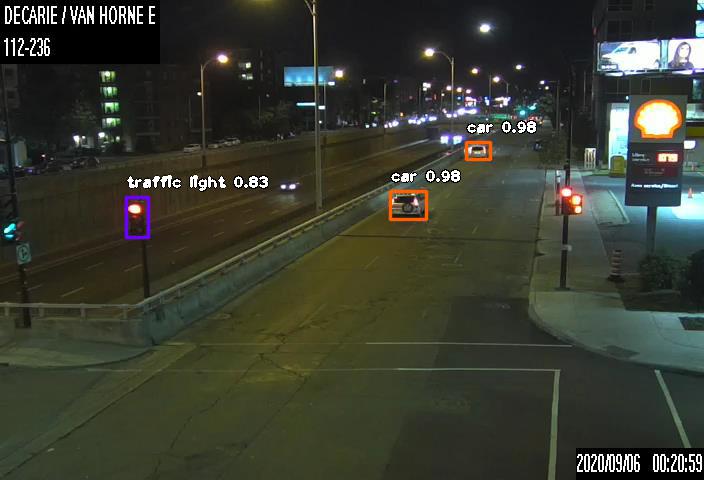 DECARIE / VAN HORNE E
112-236
car 0.98
car 0.98
traffic light 0.83
2020/09/06 00:20:59